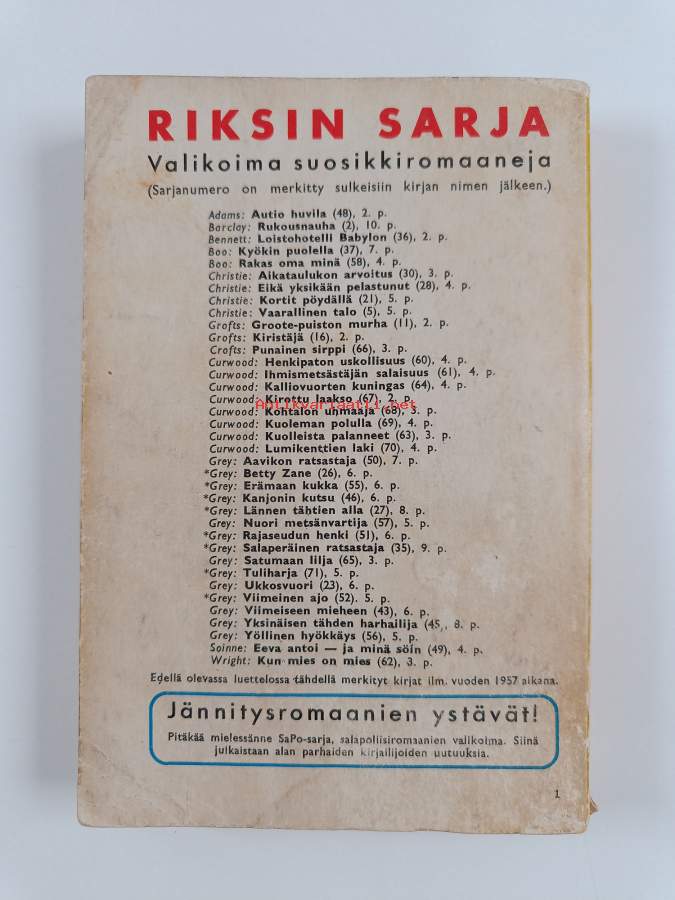 RIKSIN SARJA
Valikoima suosikkiromaaneja
(Sarjanumero on merkitty sulkeisiin kirjan nimen jälkeen.)
Adams: Autio huvila (48), 2. p.
Barclay: Rukousnauha (2), 10. p.
Bennett: Loistohotelli Babylon (36), 2. p.
Boo: Kyökin puolella (37), 7. p.
Boo: Rakas oma minä (58), 4. p.
Christie: Aikataulukon arvoitus (30), 3. p.
Christie: Eikä yksikään pelastunut (28), 4. p.
Christie: Kortit pöydällä (21), 5. p.
Christie: Vaarallinen talo (5), 5. p.
Grofts: Groote-puiston murha (11), 2. p.
Grofts: Kiristäjä (16), 2. p.
Crofts: Punainen sirppi (66), 3. p.
Curwood: Henkipaton uskollisuus (60), 4. p.
Curwood: Ihmismetsästäjän salaisuus (61), 4. p.
Curwood: Kalliovuorten kuningas (64), 4. p.
Curwood: Kirottu laakso (67), 2. p.
Antikvariaatti.net
Curwood: Kohtalon uhmaaja (68), 3. p.
Curwood: Kuoleman polulla (69), 4. p.
Curwood: Kuolleista palanneet (63), 3. p.
Curwood: Lumikenttien laki (70), 4. p.
Grey: Aavikon ratsastaja (50), 7. p.
*Grey: Betty Zane (26), 6. p.
*Grey: Erämaan kukka (55), 6. p.
*Grey: Kanjonin kutsu (46), 6. p.
*Grey: Lännen tähtien alla (27), 8. p.
Grey: Nuori metsänvartija (57), 5. p.
*Grey: Rajaseudun henki (51), 6. p.
*Grey: Salaperäinen ratsastaja (35), 9. p.
Grey: Satumaan lilja (65), 3. p.
*Grey: Tuliharja (71), 5. p.
Grey: Ukkosvuori (23), 6. p.
*Grey: Viimeinen ajo (52). 5. p.
Grey: Viimeiseen mieheen (43), 6. p.
Grey: Yksinäisen tähden harhailija (45, 8. p.
Grey: Yöllinen hyökkäys (56), 5. p.
Soinne: Eeva antoi — ja minä söin (49), 4. p.
Wright: Kun mies on mies (62), 3. p.
Edellä olevassa luettelossa tähdellä merkityt kirjat ilm. vuoden 1957 aikana.
Jännitysromaanien ystävät!
Pitäkää mielessänne SaPo-sarja, salapoliisiromaanien valikoima. Siinä
julkaistaan alan parhaiden kirjailijoiden uutuuksia.
1